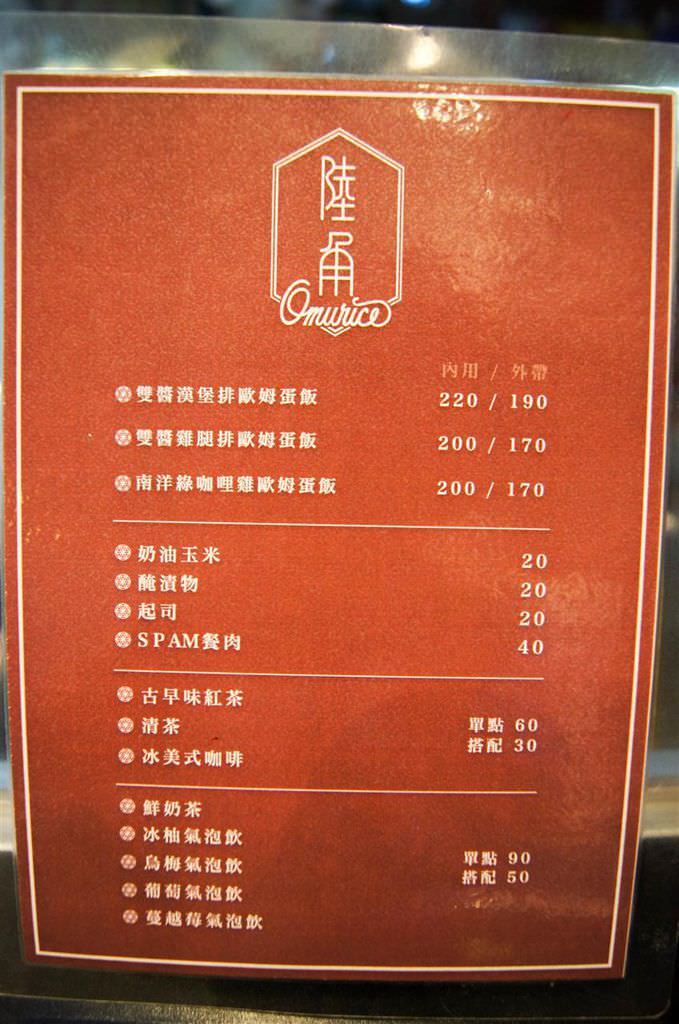 陸角
Omurice
內用 / 外帶
雙醬漢堡排歐姆蛋飯 220 / 190
雙醬雞腿排歐姆蛋飯 200 / 170
南洋綠咖哩雞歐姆蛋飯 200 / 170
奶油玉米 20
醃漬物 20
起司 20
SPAM餐肉 40
古早味紅茶
清茶 單點 60
搭配 30
冰美式咖啡
鮮奶茶
冰柚氣泡飲
烏梅氣泡飲 單點 90
搭配 50
葡萄氣泡飲
蔓越莓氣泡飲